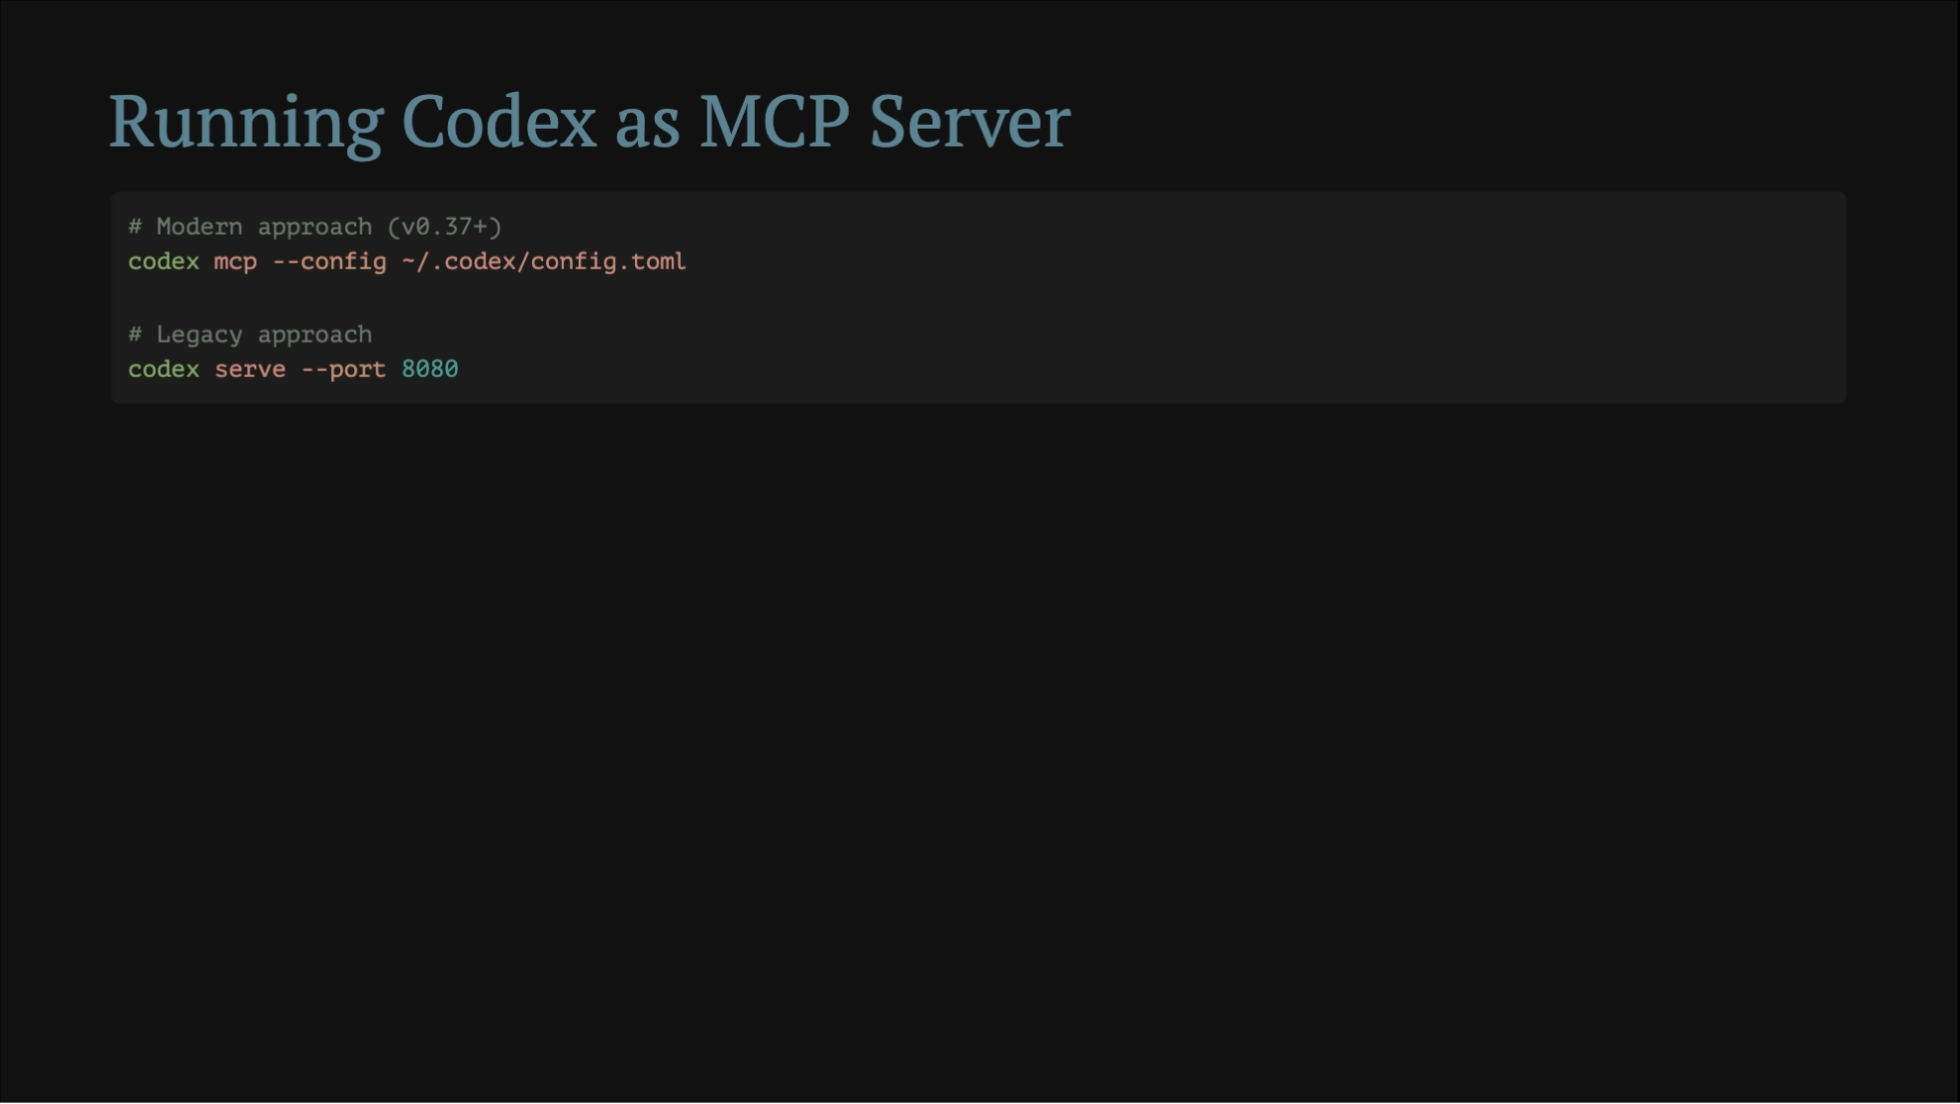 Running Codex as MCP Server
# Modern approach (v0.37+)
codex mcp --config ~/.codex/config.toml
# Legacy approach
codex serve --port 8080